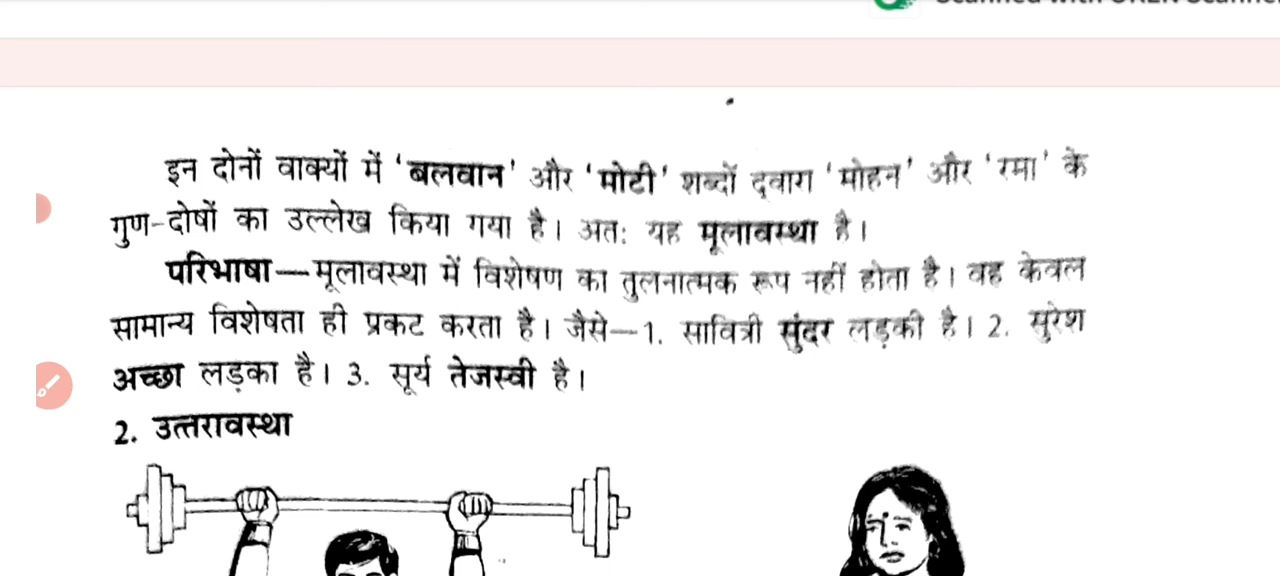 इन दोनों वाक्यों में ‘बलवान’ और ‘मोटी’ शब्दों द्वारा ‘मोहन’ और ‘रमा’ के
गुण-दोषों का उल्लेख किया गया है। अतः यह मूलावस्था है।
परिभाषा—मूलावस्था में विशेषण का तुलनात्मक रूप नहीं होता है। वह केवल
सामान्य विशेषता ही प्रकट करता है। जैसे—1. सावित्री सुंदर लड़की है। 2. सुरेश
अच्छा लड़का है। 3. सूर्य तेजस्वी है।
2. उत्तरावस्था